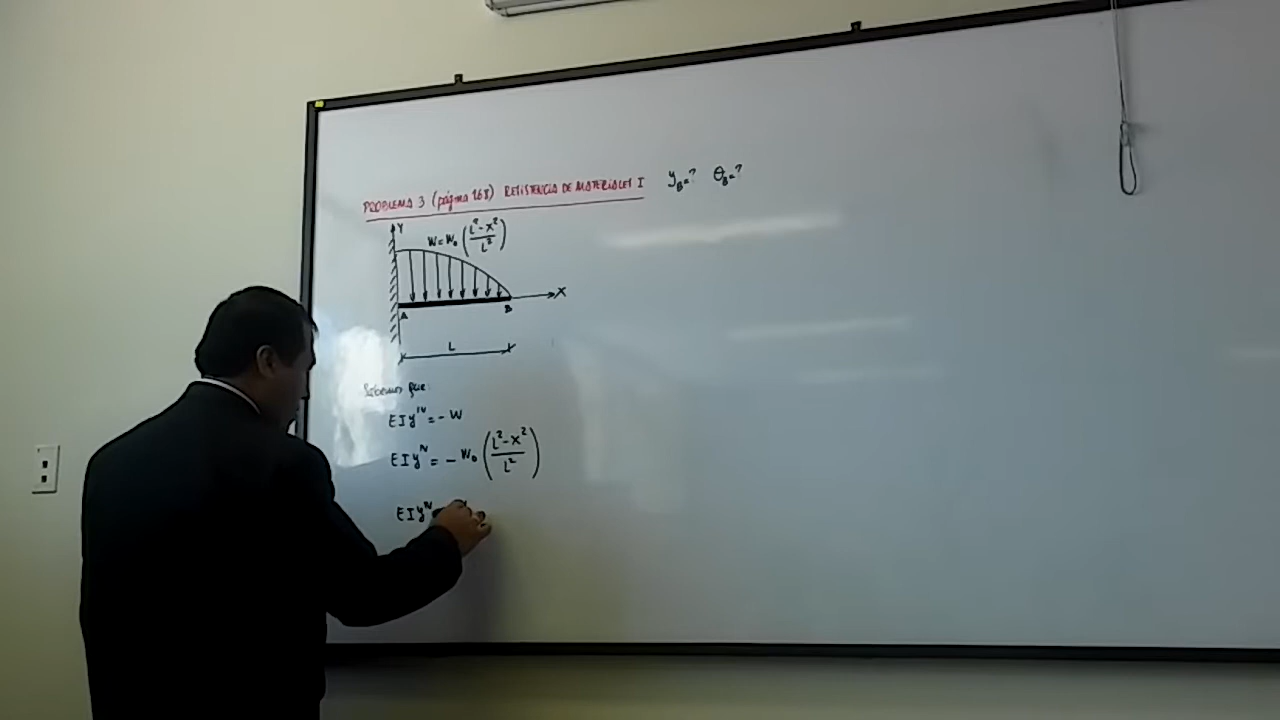 PROBLEMA 3 (página 168) RESISTENCIA DE MATERIALES I y_B=? θ_B=?
Y
W=W₀ ((L²-X²)/L²)
X
A B
L
Sabemos que
EIy^IV = -W
EIy^IV = -W₀ ((L²-X²)/L²)
EIy^IV